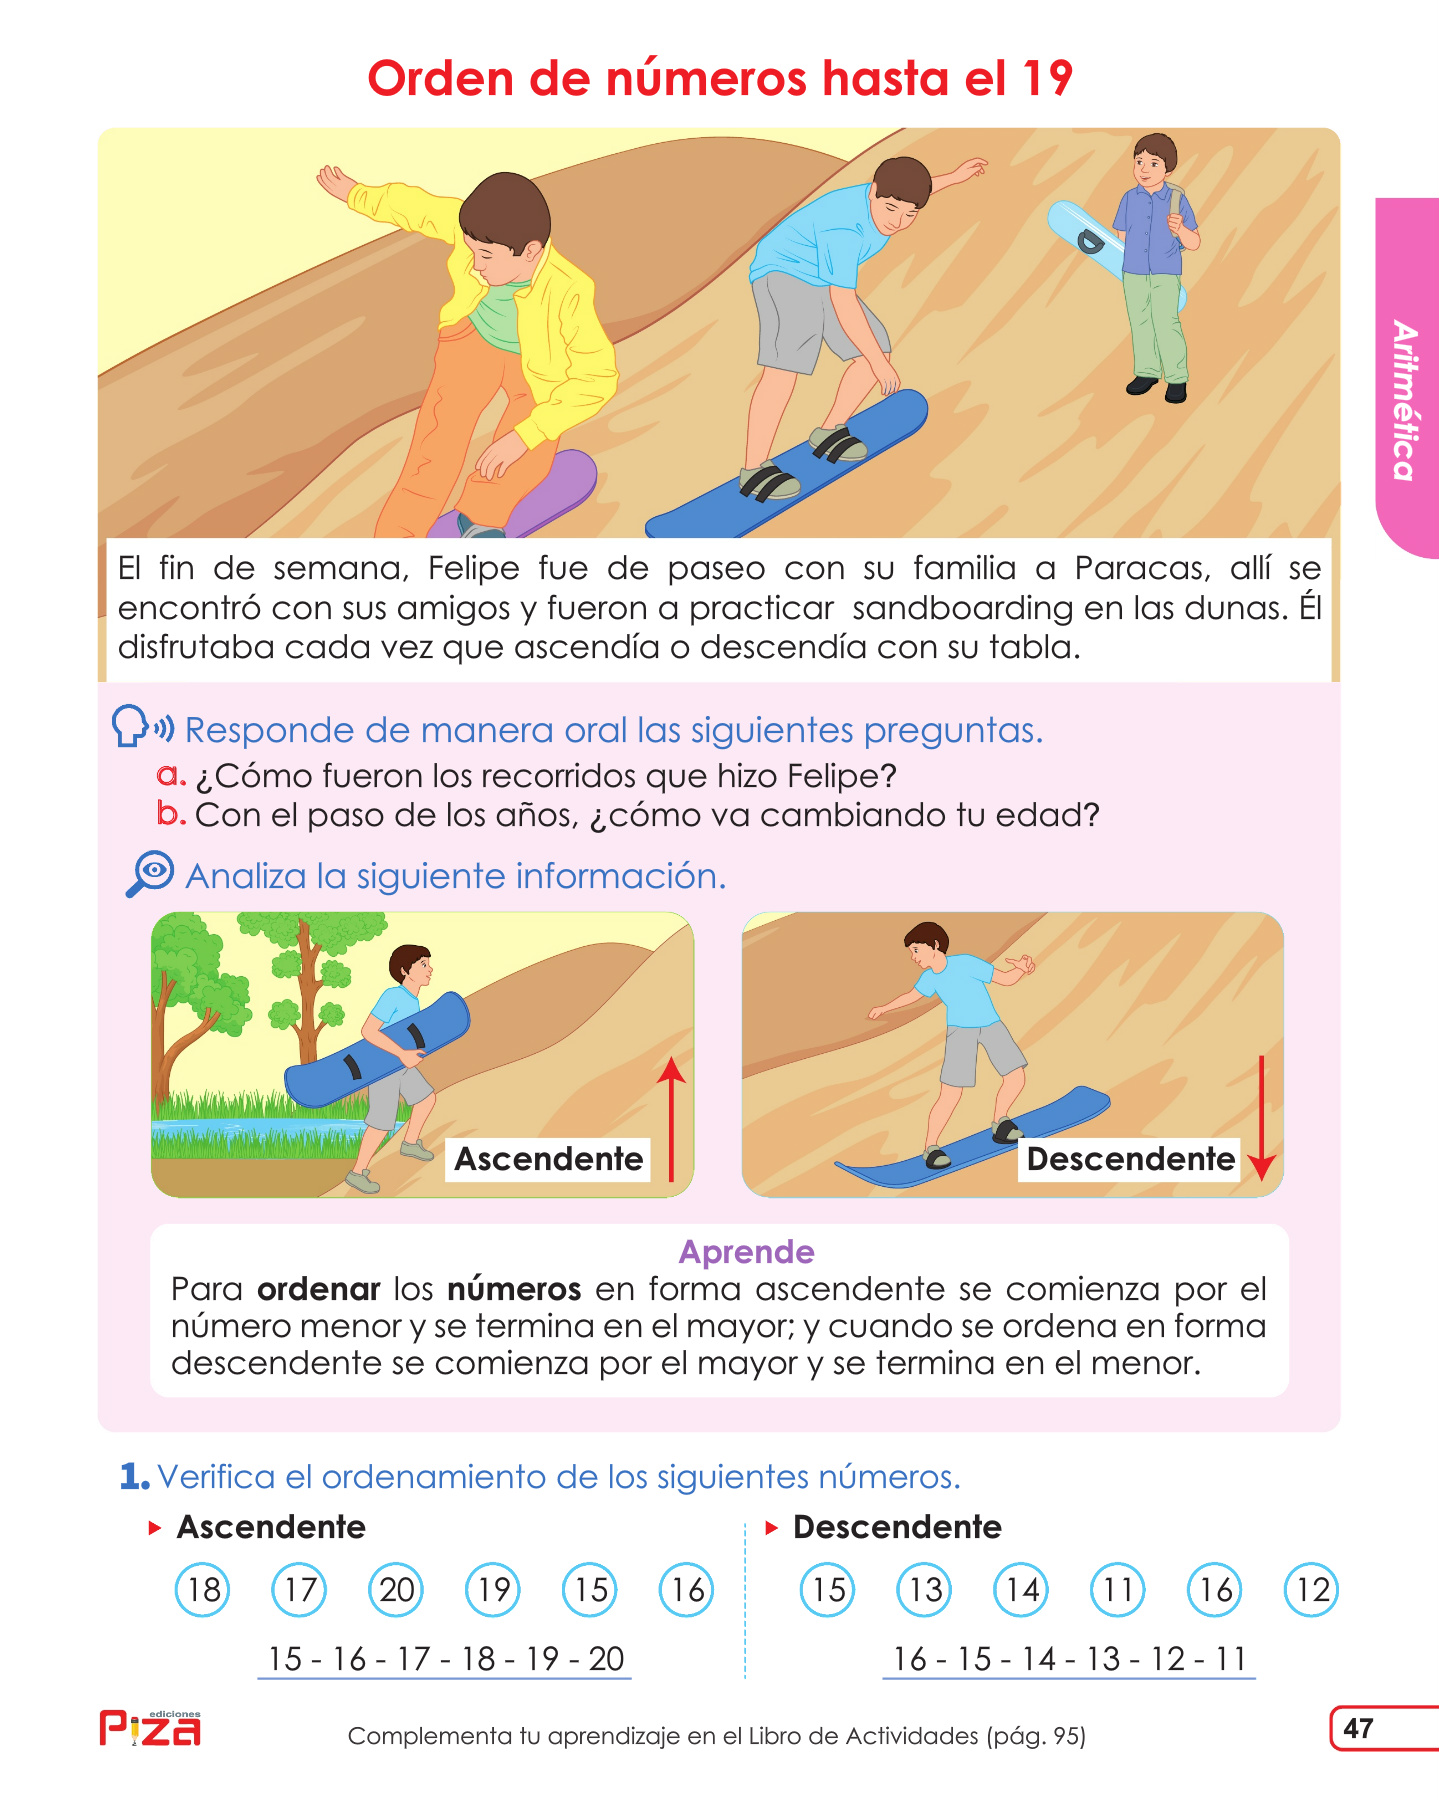 Orden de números hasta el 19
Aritmética
El fin de semana, Felipe fue de paseo con su familia a Paracas, allí se
encontró con sus amigos y fueron a practicar sandboarding en las dunas. Él
disfrutaba cada vez que ascendía o descendía con su tabla.
Responde de manera oral las siguientes preguntas.
a. ¿Cómo fueron los recorridos que hizo Felipe?
b. Con el paso de los años, ¿cómo va cambiando tu edad?
Analiza la siguiente información.
Ascendente
Descendente
Aprende
Para ordenar los números en forma ascendente se comienza por el
número menor y se termina en el mayor; y cuando se ordena en forma
descendente se comienza por el mayor y se termina en el menor.
1. Verifica el ordenamiento de los siguientes números.
Ascendente
18 17 20 19 15 16
15 - 16 - 17 - 18 - 19 - 20
Descendente
15 13 14 11 16 12
16 - 15 - 14 - 13 - 12 - 11
ediciones
Piza
Complementa tu aprendizaje en el Libro de Actividades (pág. 95)
47